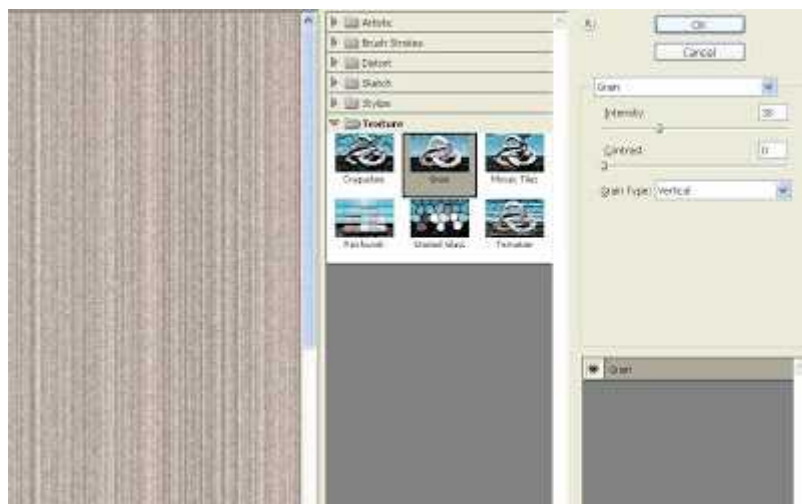 Artistic
Brush Strokes
Distort
Sketch
Stylize
Texture
Craquelure
Grain
Mosaic Tiles
Patchwork
Stained Glass
Texturizer
OK
Cancel
Grain
Intensity
Contrast
0
Grain Type: Vertical
Grain